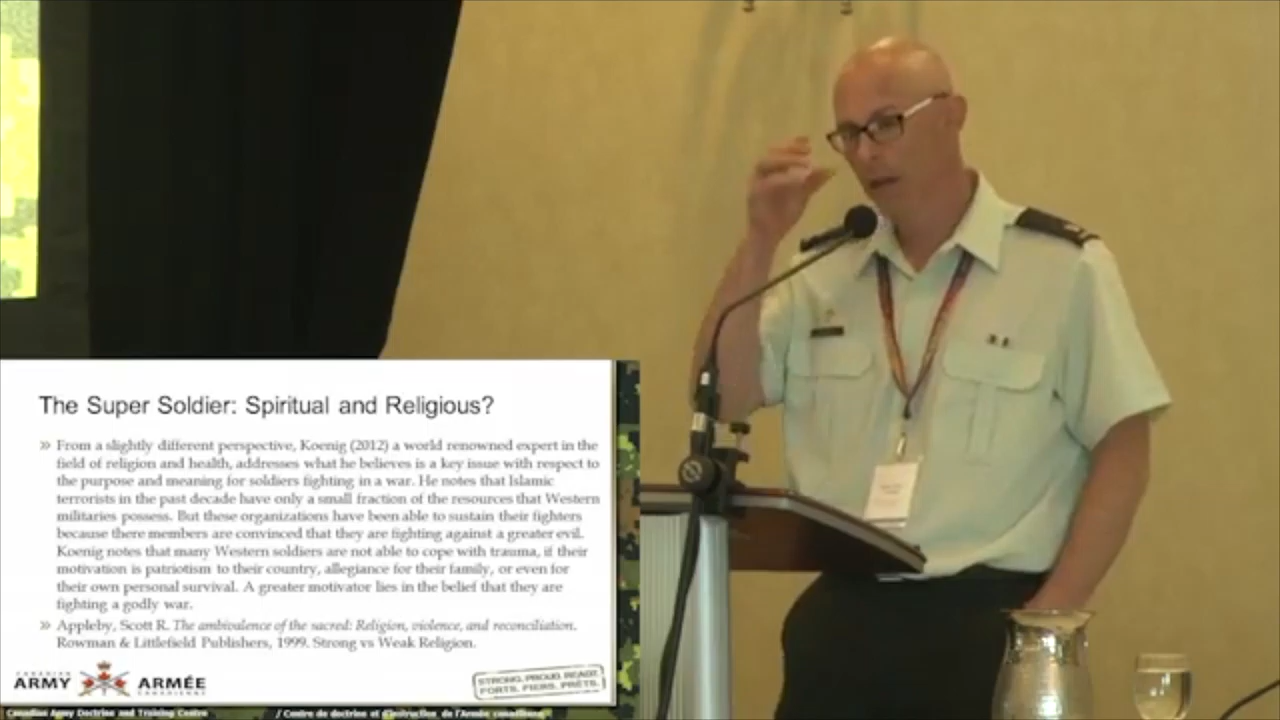 The Super Soldier: Spiritual and Religious?
» From a slightly different perspective, Koenig (2012) a world renowned expert in the
field of religion and health, addresses what he believes is a key issue with respect to
the purpose and meaning for soldiers fighting in a war. He notes that Islamic
terrorists in the past decade have only a small fraction of the resources that Western
militaries possess. But these organizations have been able to sustain their fighters
because there members are convinced that they are fighting against a greater evil.
Koenig notes that many Western soldiers are not able to cope with trauma, if their
motivation is patriotism to their country, allegiance for their family, or even for
their own personal survival. A greater motivator lies in the belief that they are
fighting a godly war.
» Appleby, Scott R. The ambivalence of the sacred: Religion, violence, and reconciliation.
Rowman & Littlefield Publishers, 1999. Strong vs Weak Religion.
CANADIAN
ARMY ARMÉE
CANADIENNE
STRONG. PROUD. READY.
FORTS. FIERS. PRÊTS.
Canadian Army Doctrine and Training Centre / Centre de doctrine et d'instruction de l'Armée canadienne